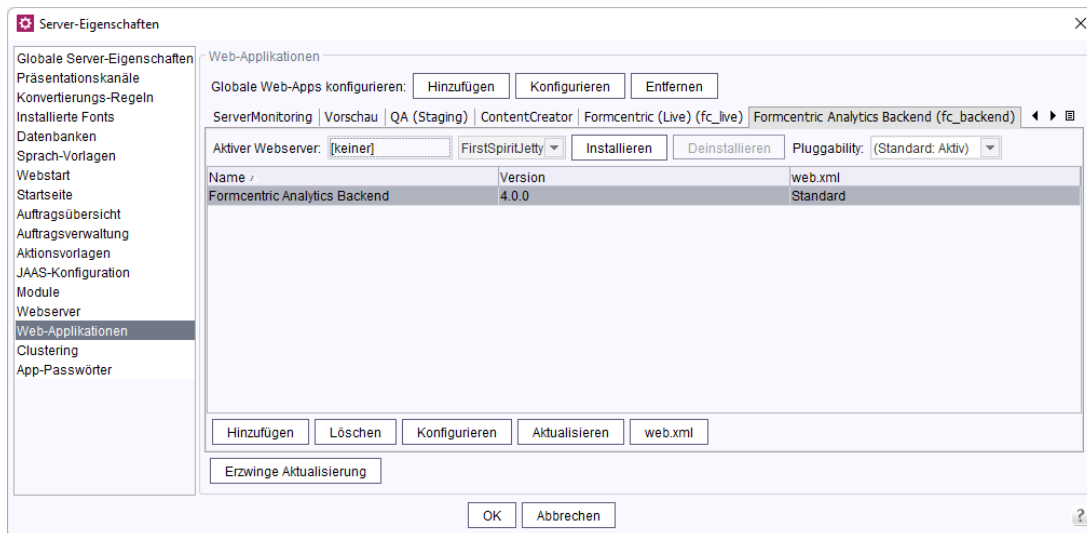 Server-Eigenschaften
Globale Server-Eigenschaften
Präsentationskanäle
Konvertierungs-Regeln
Installierte Fonts
Datenbanken
Sprach-Vorlagen
Webstart
Startseite
Auftragsübersicht
Auftragsverwaltung
Aktionsvorlagen
JAAS-Konfiguration
Module
Webserver
Web-Applikationen
Clustering
App-Passwörter
Web-Applikationen
Globale Web-Apps konfigurieren: Hinzufügen Konfigurieren Entfernen
ServerMonitoring Vorschau QA (Staging) ContentCreator Formcentric (Live) (fc_live) Formcentric Analytics Backend (fc_backend)
Aktiver Webserver: [keiner] FirstSpiritJetty Installieren Deinstallieren Pluggability: (Standard: Aktiv)
Name Version web.xml
Formcentric Analytics Backend 4.0.0 Standard
Hinzufügen Löschen Konfigurieren Aktualisieren web.xml
Erzwinge Aktualisierung
OK Abbrechen ?